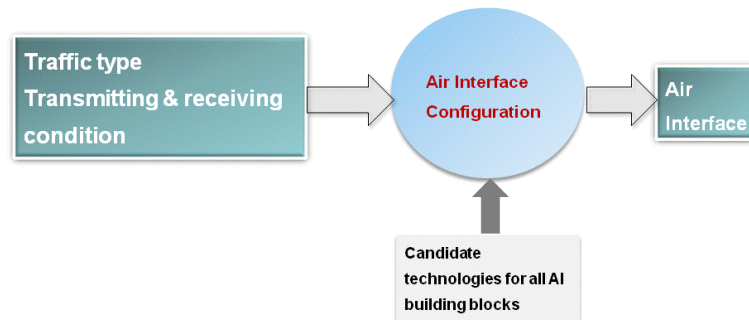 Traffic type
Transmitting & receiving
condition
Air Interface
Configuration
Air
Interface
Candidate
technologies for all AI
building blocks